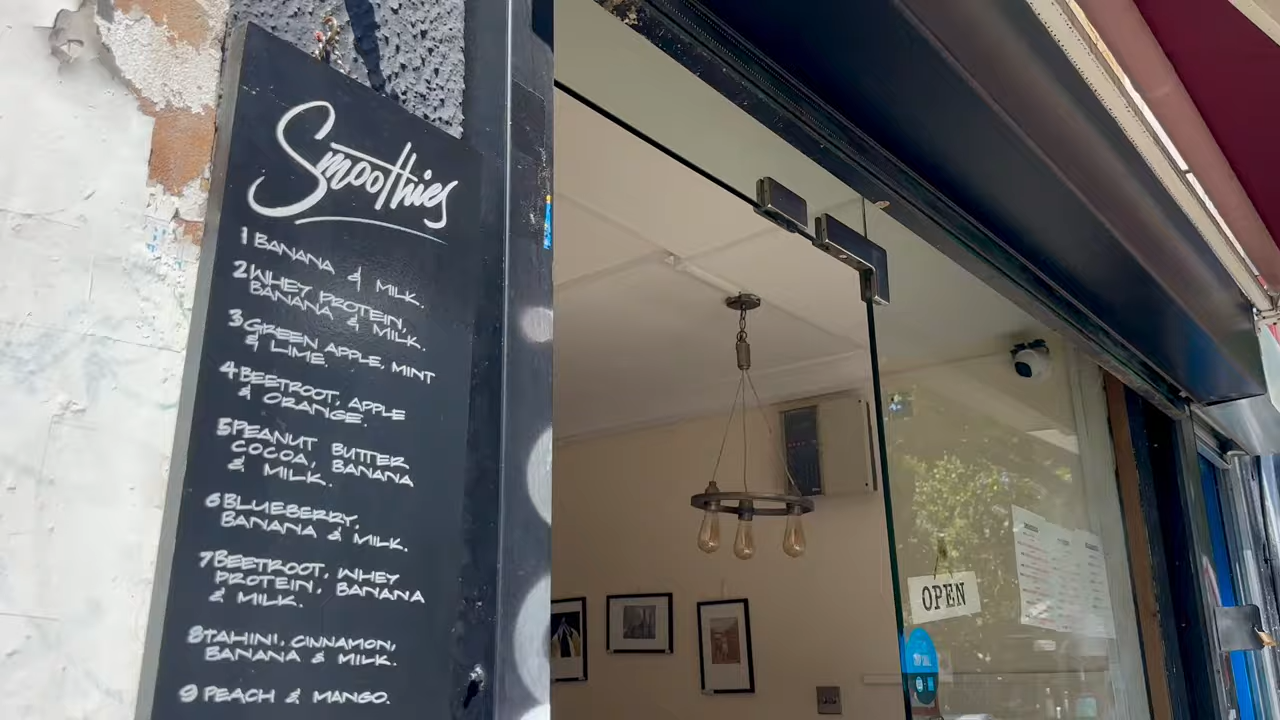 Smoothies
1 BANANA & MILK.
2 WHEY PROTEIN,
BANANA & MILK.
3 GREEN APPLE, MINT
& LIME.
4 BEETROOT, APPLE
& ORANGE.
5 PEANUT BUTTER
COCOA, BANANA
& MILK.
6 BLUEBERRY,
BANANA & MILK.
7 BEETROOT, WHEY
PROTEIN, BANANA
& MILK.
8 TAHINI, CINNAMON,
BANANA & MILK.
9 PEACH & MANGO.
OPEN